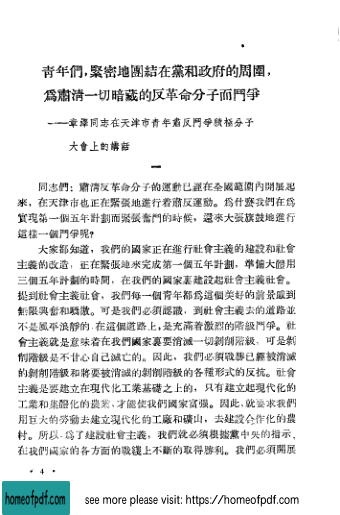 青年們,緊密地團結在黨和政府的周圍,
爲肅淸一切暗藏的反革命分子而鬥爭
——章澤同志在天津市青年肅反鬥爭積極分子
大會上的講話
一
同志們:肅淸反革命分子的運動已經在全國範圍內開展起
來,在天津市也正在緊張地進行着肅反運動。爲什麼我們在爲
實現第一個五年計劃而緊張奮鬥的時候,還來大張旗鼓地進行
這樣一個鬥爭呢?
大家都知道,我們的國家正在進行社會主義的建設和社會
主義的改造,正在緊張地來完成第一個五年計劃,準備大體用
三個五年計劃的時間,在我們的國家裏建設起社會主義社會。
提到社會主義社會,我們每一個靑年都爲這個美好的前景感到
無限興奮和驕傲。可是我們必須認識,到社會主義去的道路並
不是風平浪靜的,在這個道路上,是充滿着激烈的階級鬥爭。社
會主義就是意味着在我們國家裏要消滅一切剝削階級,可是剝
削階級是不甘心自己滅亡的。因此,我們必須戰勝已經被消滅
的剝削階級和將要被消滅的剝削階級的各種形式的反抗。社會
主義是要建立在現代化工業基礎之上的,只有建立起現代化的
工業和集體化的農業,才能使我們國家富强。因此,就要求我們
用巨大的勞動去建立現代化的工廠和礦山,去建設合作化的農
村。所以,爲了建設社會主義,我們就必須根據黨中央的指示,
在我們國家的各方面的戰綫上不斷的取得勝利。我們必須開展
· 4 ·
homeofpdf.com
see more please visit: https://homeofpdf.com